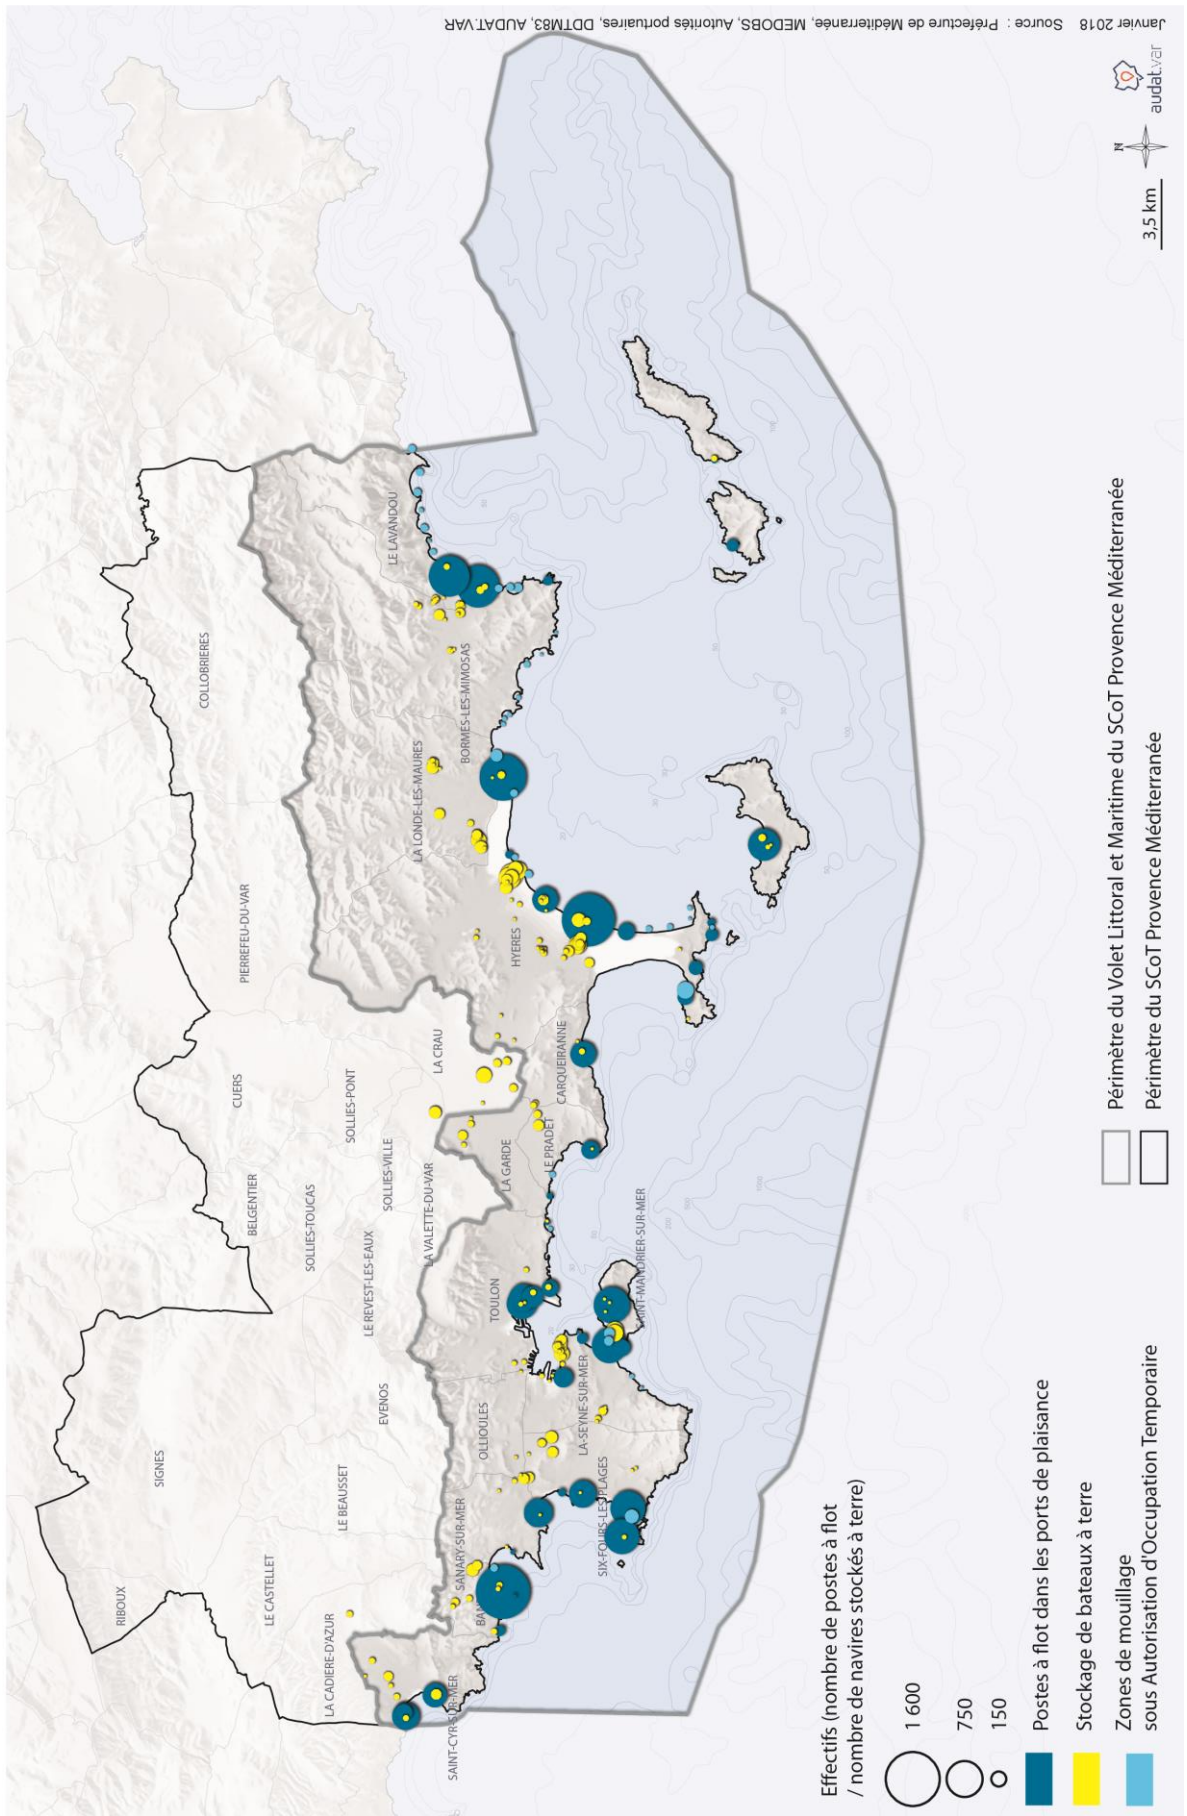 RIBOUX
SIGNES
LE CASTELLET
LA CADIERE-D'AZUR
LE BEAUSSET
EVENOS
LE REVEST-LES-EAUX
BELGENTIER
SOLLIES-TOUCAS
SOLLIES-VILLE
SOLLIES-PONT
CUERS
LA VALETTE-DU-VAR
LA CRAU
PIERREFEU-DU-VAR
COLLOBRIERES
SAINT-CYR-SUR-MER
SANARY-SUR-MER
OLLIOULES
SIX-FOURS-LES-PLAGES
LA-SEYNE-SUR-MER
TOULON
SAINT-MANDRIER-SUR-MER
LA GARDE
LE PRADET
CARQUEIRANNE
HYERES
LA LONDE-LES-MAURES
BORMES-LES-MIMOSAS
LE LAVANDOU
Effectifs (nombre de postes à flot
/ nombre de navires stockés à terre)
1 600
750
150
Postes à flot dans les ports de plaisance
Stockage de bateaux à terre
Zones de mouillage
sous Autorisation d'Occupation Temporaire
Périmètre du Volet Littoral et Maritime du SCoT Provence Méditerranée
Périmètre du SCoT Provence Méditerranée
3,5 km
N
audat.var
Janvier 2018 Source : Préfecture de Méditerranée, MEDOBS, Autorités portuaires, DDTM83, AUDAT.VAR